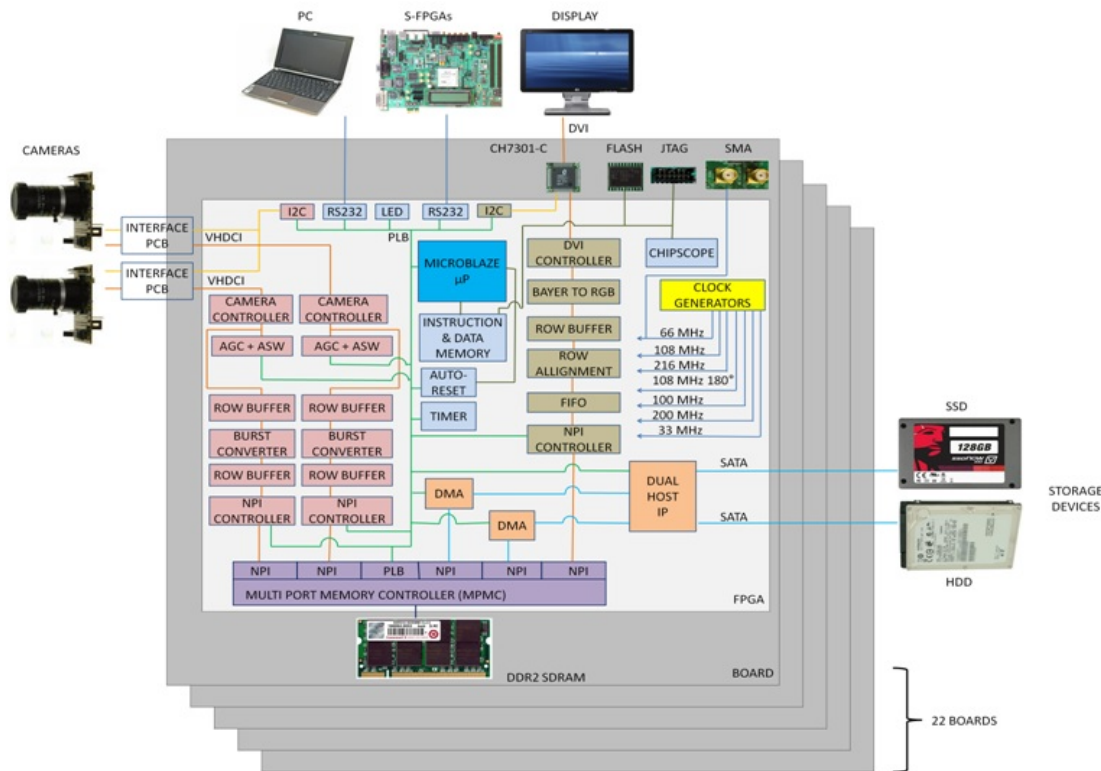 PC
S-FPGAs
DISPLAY
DVI
CAMERAS
CH7301-C
FLASH
JTAG
SMA
INTERFACE
PCB
VHDCI
INTERFACE
PCB
VHDCI
I2C
RS232
LED
RS232
I2C
PLB
MICROBLAZE
µP
DVI
CONTROLLER
CHIPSCOPE
BAYER TO RGB
CLOCK
GENERATORS
CAMERA
CONTROLLER
CAMERA
CONTROLLER
INSTRUCTION
& DATA
MEMORY
ROW BUFFER
66 MHz
AGC + ASW
AGC + ASW
ROW
ALLIGNMENT
108 MHz
216 MHz
108 MHz 180°
AUTO-
RESET
ROW BUFFER
ROW BUFFER
TIMER
FIFO
100 MHz
200 MHz
33 MHz
BURST
CONVERTER
BURST
CONVERTER
NPI
CONTROLLER
SSD
128GB
ROW BUFFER
ROW BUFFER
SATA
DUAL
HOST
IP
DMA
STORAGE
DEVICES
NPI
CONTROLLER
NPI
CONTROLLER
DMA
SATA
HDD
NPI
NPI
PLB
NPI
NPI
NPI
MULTI PORT MEMORY CONTROLLER (MPMC)
FPGA
DDR2 SDRAM
BOARD
22 BOARDS